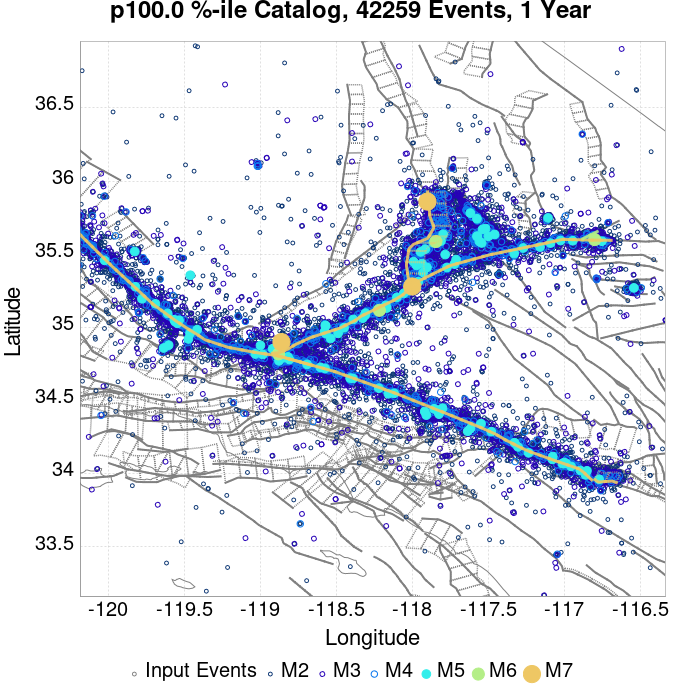 p100.0 %-ile Catalog, 42259 Events, 1 Year
36.5
36
35.5
35
34.5
34
33.5
Latitude
-120 -119.5 -119 -118.5 -118 -117.5 -117 -116.5
Longitude
Input Events M2 M3 M4 M5 M6 M7